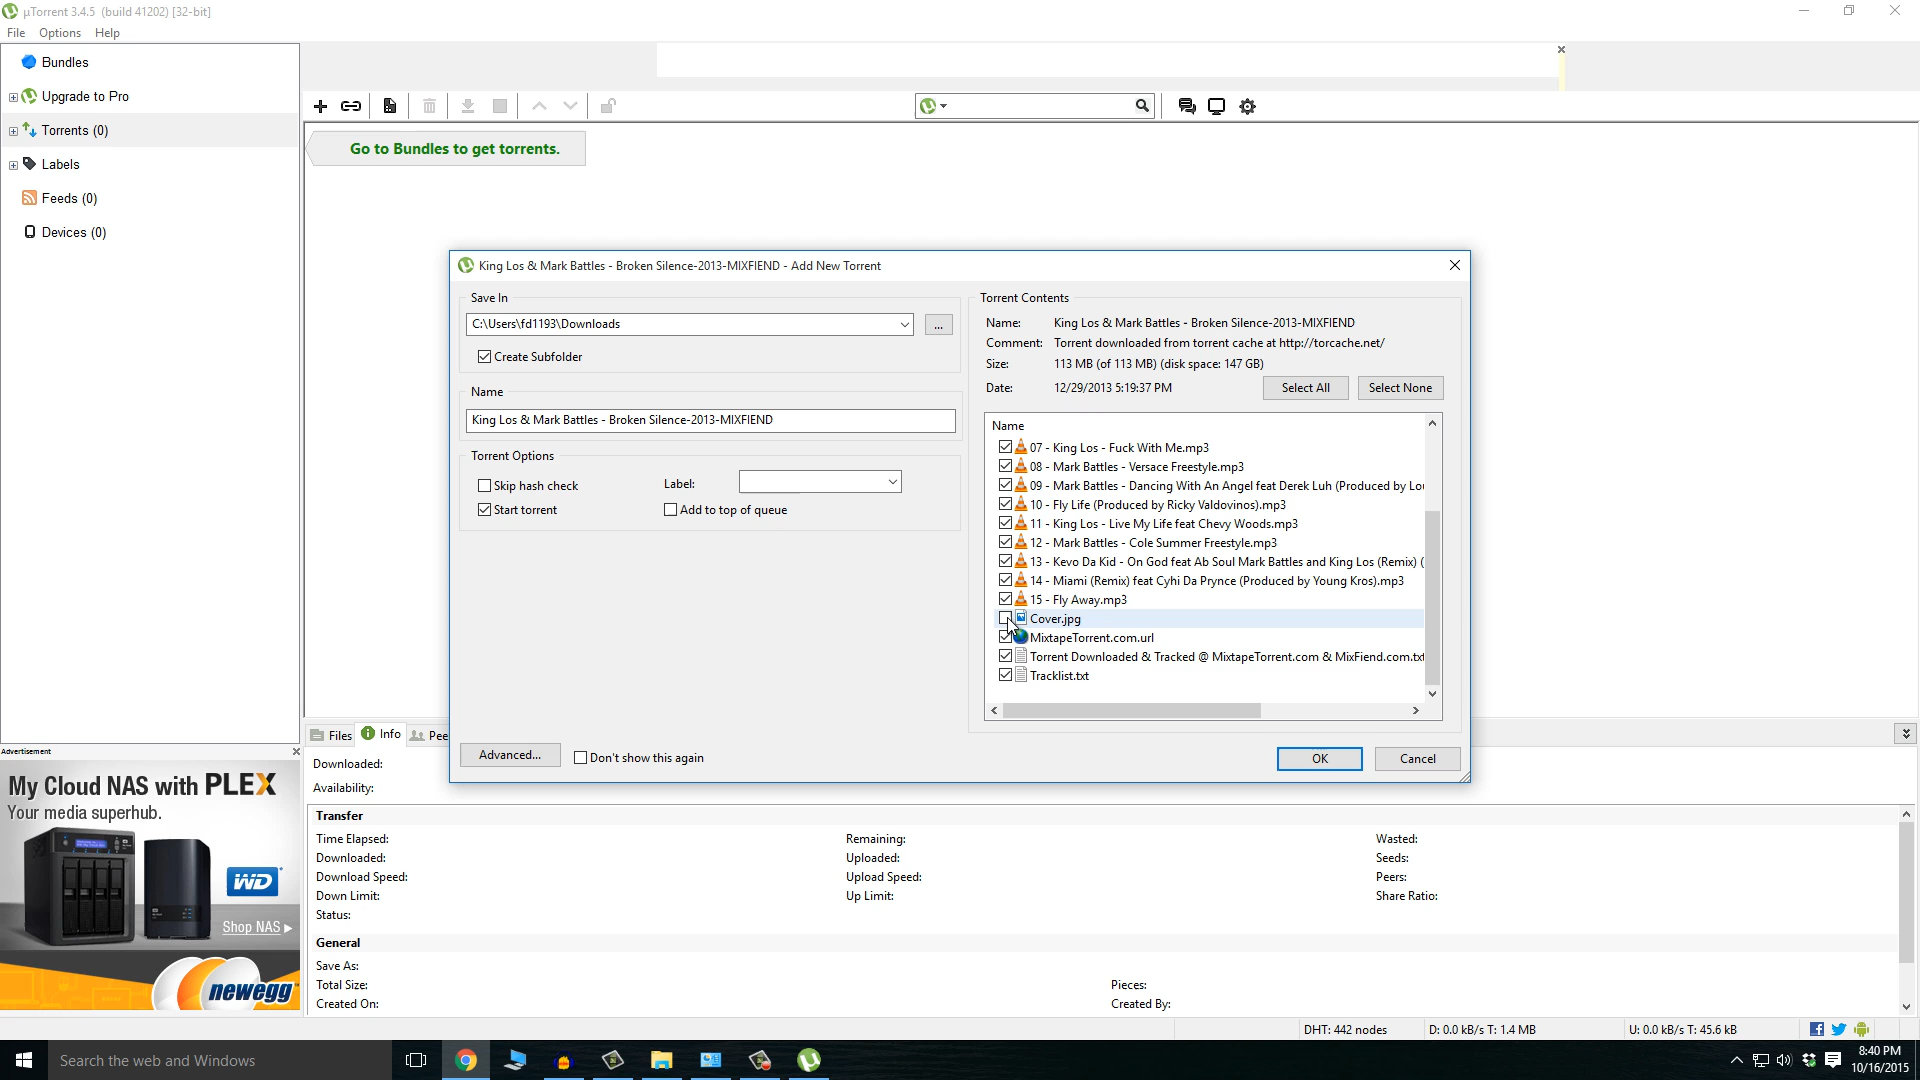 µTorrent 3.4.5 (build 41202) [32-bit]
File Options Help
Bundles
Upgrade to Pro
Torrents (0)
Labels
Feeds (0)
Devices (0)
Go to Bundles to get torrents.
King Los & Mark Battles - Broken Silence-2013-MIXFIEND - Add New Torrent
Save In
C:\Users\fd1193\Downloads
...
Create Subfolder
Name
King Los & Mark Battles - Broken Silence-2013-MIXFIEND
Torrent Options
Skip hash check
Label:
Start torrent
Add to top of queue
Advanced...
Don't show this again
Torrent Contents
Name: King Los & Mark Battles - Broken Silence-2013-MIXFIEND
Comment: Torrent downloaded from torrent cache at http://torcache.net/
Size: 113 MB (of 113 MB) (disk space: 147 GB)
Date: 12/29/2013 5:19:37 PM
Select All
Select None
Name
07 - King Los - Fuck With Me.mp3
08 - Mark Battles - Versace Freestyle.mp3
09 - Mark Battles - Dancing With An Angel feat Derek Luh (Produced by Lou
10 - Fly Life (Produced by Ricky Valdovinos).mp3
11 - King Los - Live My Life feat Chevy Woods.mp3
12 - Mark Battles - Cole Summer Freestyle.mp3
13 - Kevo Da Kid - On God feat Ab Soul Mark Battles and King Los (Remix) (
14 - Miami (Remix) feat Cyhi Da Prynce (Produced by Young Kros).mp3
15 - Fly Away.mp3
Cover.jpg
MixtapeTorrent.com.url
Torrent Downloaded & Tracked @ MixtapeTorrent.com & MixFiend.com.txt
Tracklist.txt
OK
Cancel
Files Info Pee
Downloaded:
Availability:
Transfer
Time Elapsed: Remaining: Wasted:
Downloaded: Uploaded: Seeds:
Download Speed: Upload Speed: Peers:
Down Limit: Up Limit: Share Ratio:
Status:
General
Save As:
Total Size: Pieces:
Created On: Created By:
Advertisement
My Cloud NAS with PLEX
Your media superhub.
WD
Shop NAS
newegg
DHT: 442 nodes
D: 0.0 kB/s T: 1.4 MB
U: 0.0 kB/s T: 45.6 kB
Search the web and Windows
8:40 PM
10/16/2015